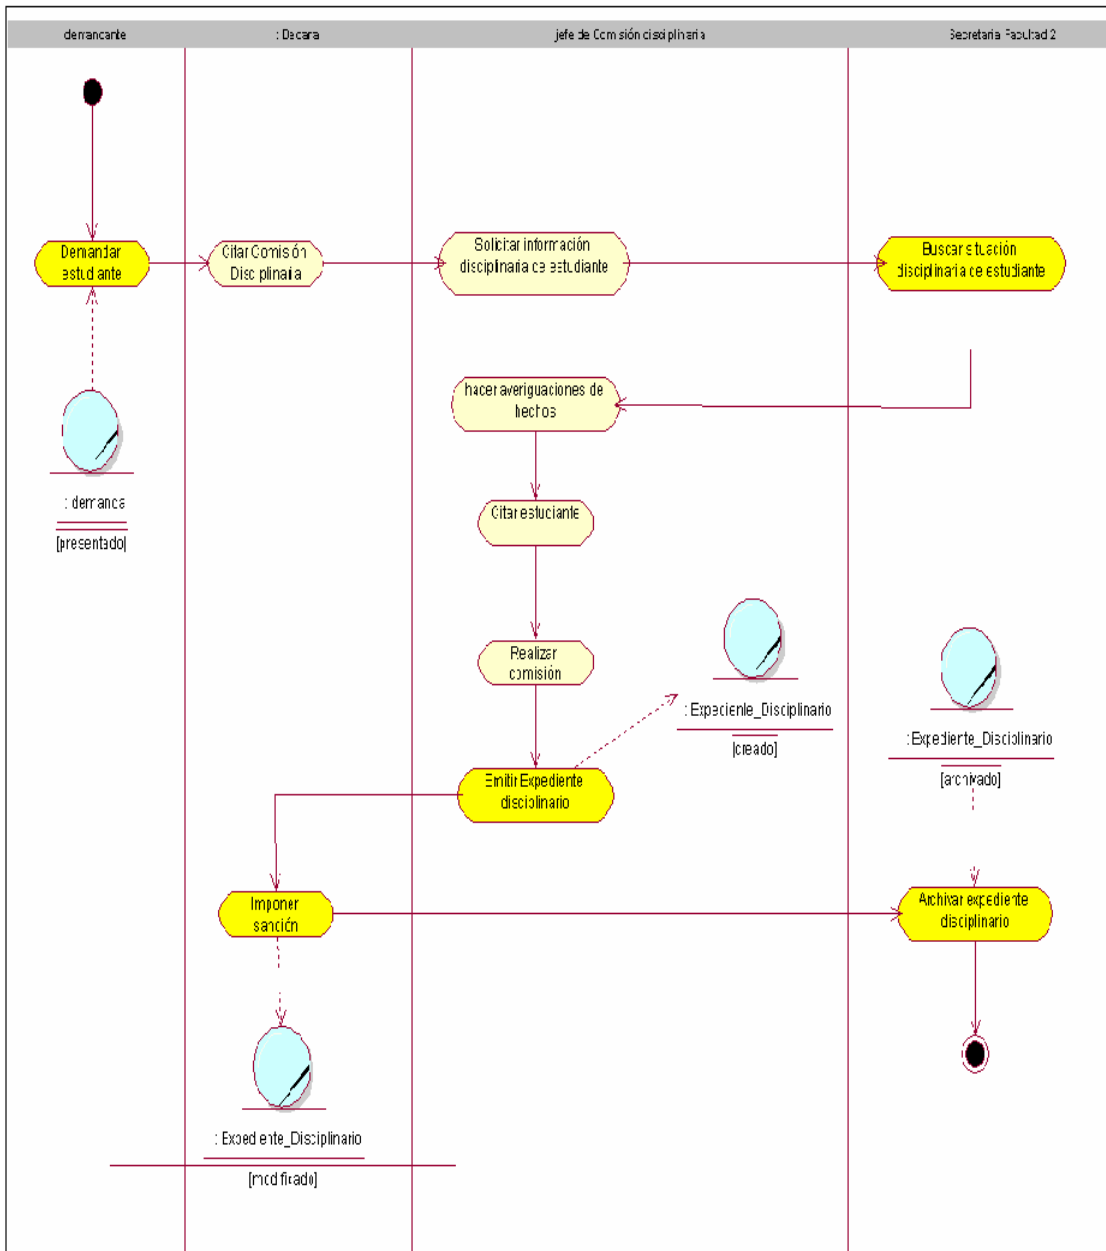 demandante
: Decana
jefe de Comisión disciplinaria
Secretaria Facultad 2
Demandar
estudiante
Citar Comisión
Disciplinaria
Solicitar información
disciplinaria de estudiante
Buscar situación
disciplinaria de estudiante
hacer averiguaciones de
hechos
: demanda
[presentado]
Citar estudiante
Realizar
comisión
: Expediente_Disciplinario
[creado]
: Expediente_Disciplinario
[archivado]
Emitir Expediente
disciplinario
Imponer
sanción
Archivar expediente
disciplinario
: Expediente_Disciplinario
[modificado]